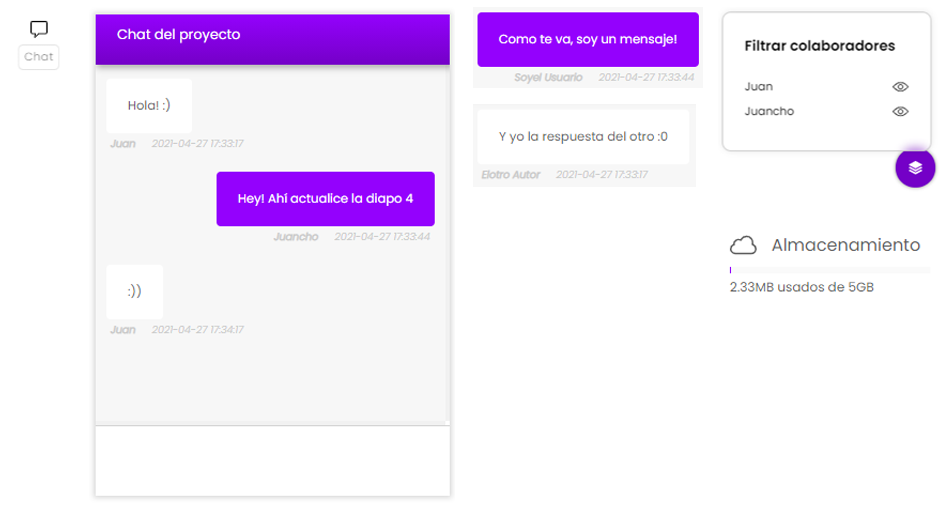 Chat
Chat del proyecto
Hola! :)
Juan 2021-04-27 17:33:17
Hey! Ahí actualice la diapo 4
Juancho 2021-04-27 17:33:44
:))
Juan 2021-04-27 17:34:17
Como te va, soy un mensaje!
Soyel Usuario 2021-04-27 17:33:44
Y yo la respuesta del otro :0
Elotro Autor 2021-04-27 17:33:17
Filtrar colaboradores
Juan
Juancho
Almacenamiento
2.33MB usados de 5GB